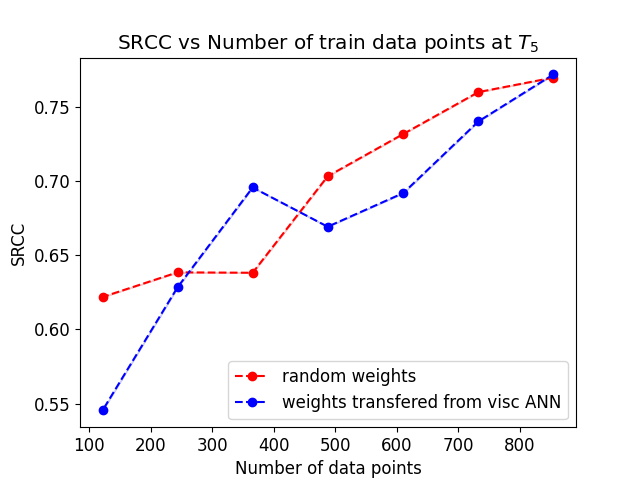 SRCC vs Number of train data points at $T_5$
SRCC
0.75
0.70
0.65
0.60
0.55
random weights
weights transfered from visc ANN
100 200 300 400 500 600 700 800
Number of data points